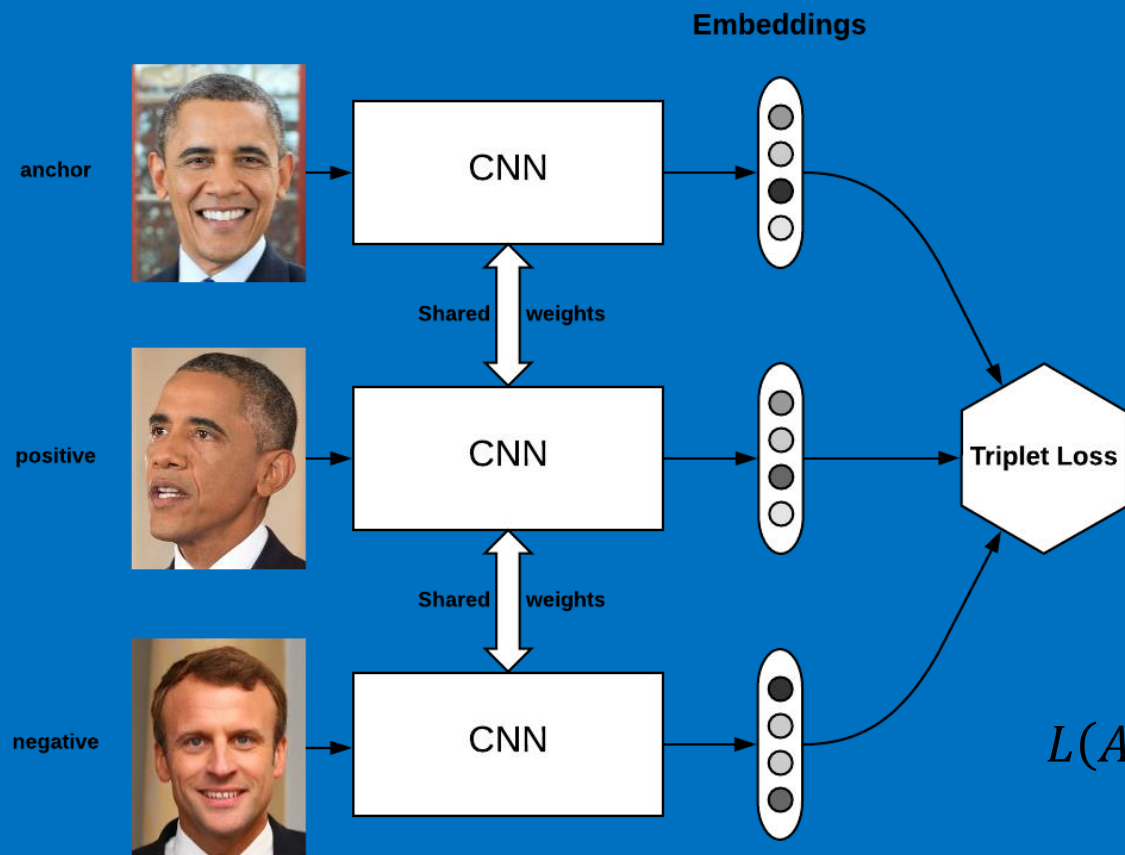 Embeddings
anchor
CNN
Shared weights
positive
CNN
Triplet Loss
Shared weights
negative
CNN
L(A